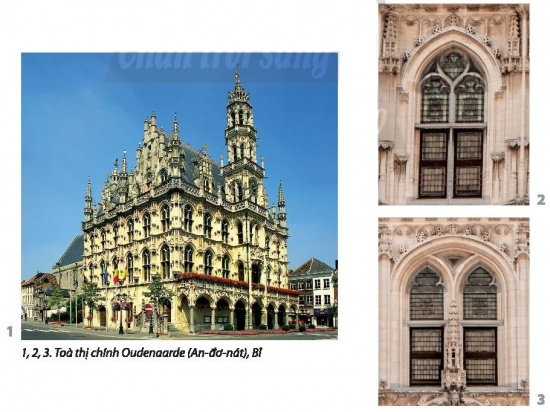 Chân trời sáng
1
2
3
1, 2, 3. Toà thị chính Oudenaarde (An-đơ-nát), Bỉ